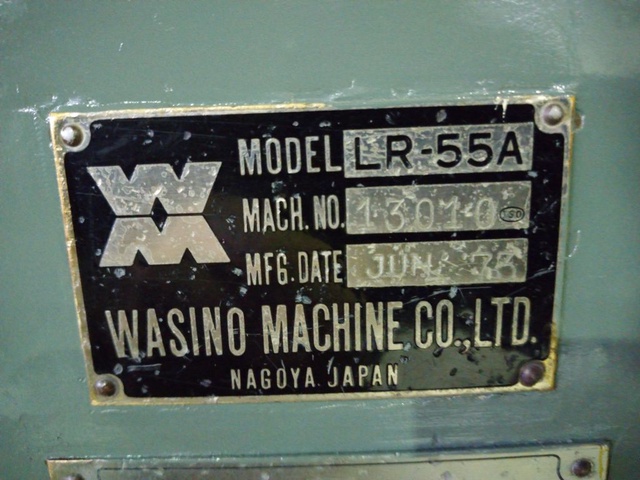 MODEL LR-55A
MACH. NO. 13010
MFG. DATE JUN.
WASINO MACHINE CO., LTD.
NAGOYA JAPAN